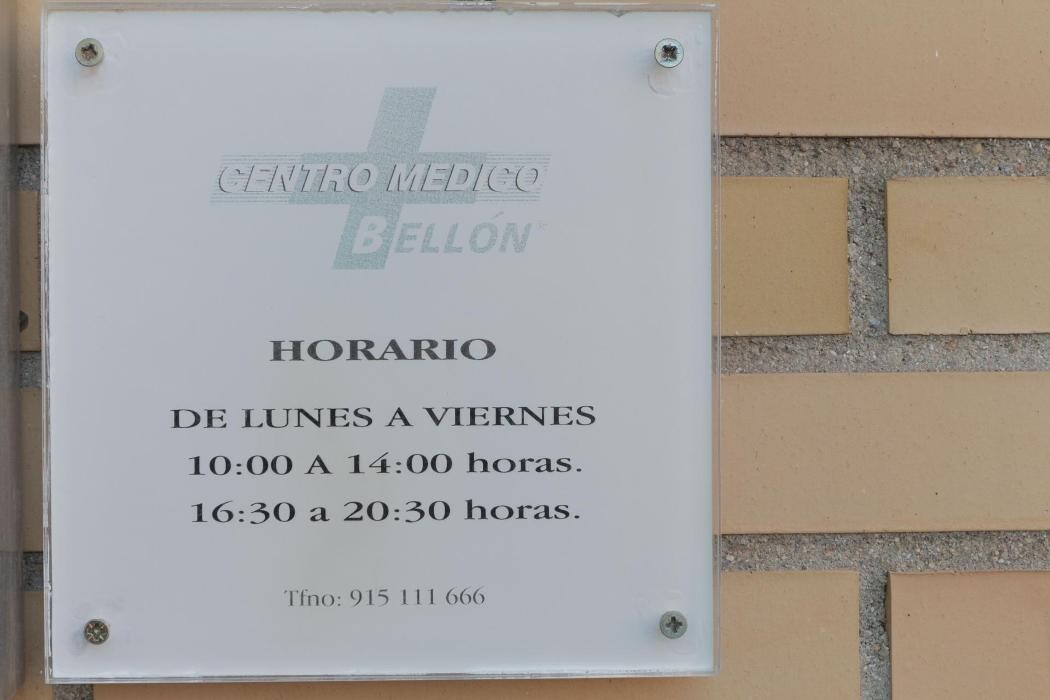 CENTRO MEDICO
BELLÓN
HORARIO
DE LUNES A VIERNES
10:00 A 14:00 horas.
16:30 a 20:30 horas.
Tfno: 915 111 666